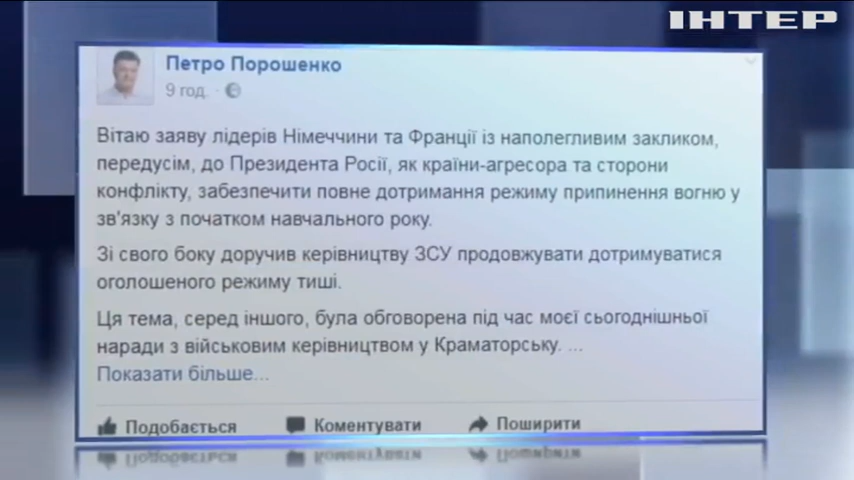 ІНТЕР
Петро Порошенко
9 год. ·
Вітаю заяву лідерів Німеччини та Франції із наполегливим закликом,
передусім, до Президента Росії, як країни-агресора та сторони
конфлікту, забезпечити повне дотримання режиму припинення вогню у
зв'язку з початком навчального року.
Зі свого боку доручив керівництву ЗСУ продовжувати дотримуватися
оголошеного режиму тиші.
Ця тема, серед іншого, була обговорена під час моєї сьогоднішньої
наради з військовим керівництвом у Краматорську. ...
Показати більше...
Подобається Коментувати Поширити